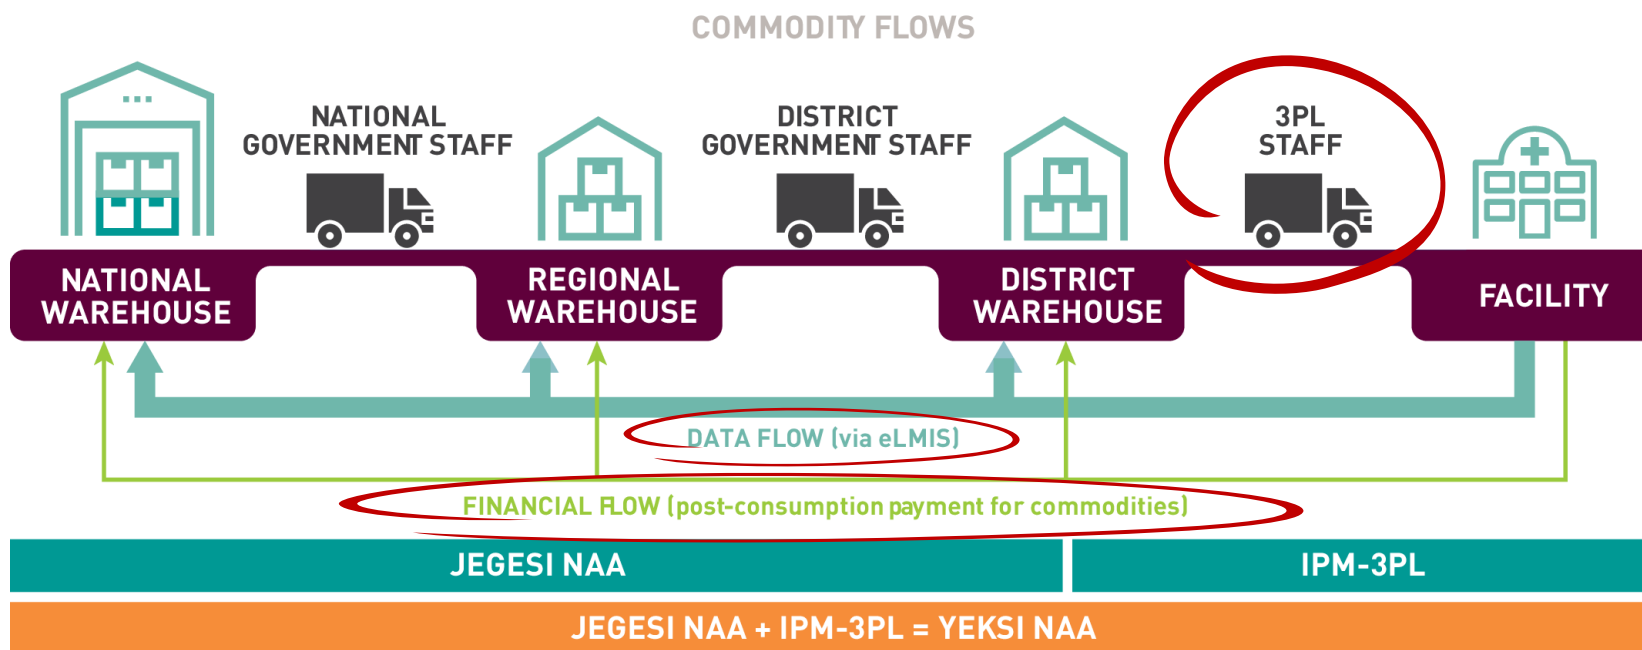 COMMODITY FLOWS
NATIONAL
GOVERNMENT STAFF
DISTRICT
GOVERNMENT STAFF
3PL
STAFF
NATIONAL
WAREHOUSE
REGIONAL
WAREHOUSE
DISTRICT
WAREHOUSE
FACILITY
DATA FLOW (via eLMIS)
FINANCIAL FLOW (post-consumption payment for commodities)
JEGESI NAA
IPM-3PL
JEGESI NAA + IPM-3PL = YEKSI NAA